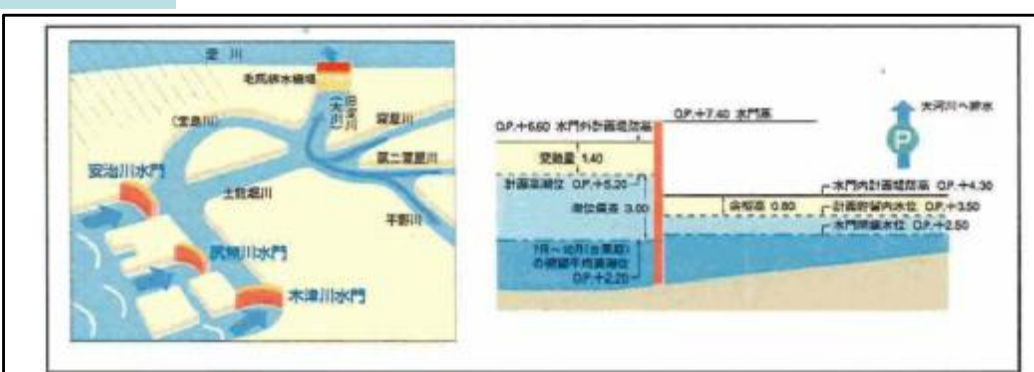 淀川
毛馬排水機場
(大川)
旧淀川
(堂島川)
寝屋川
第二寝屋川
安治川水門
土佐堀川
平野川
尻無川水門
木津川水門
O.P.+6.60 水門外計画堤防高
O.P.+7.40 水門高
大河川へ排水
P
変動量 1.40
計画高潮位 O.P.+5.20
潮位偏差 3.00
水門内計画堤防高 O.P.+4.30
余裕高 0.80
計画貯留内水位 O.P.+3.50
水門閉鎖水位 O.P.+2.50
7月~10月(台風期)
の朔望平均満潮位
O.P.+2.20